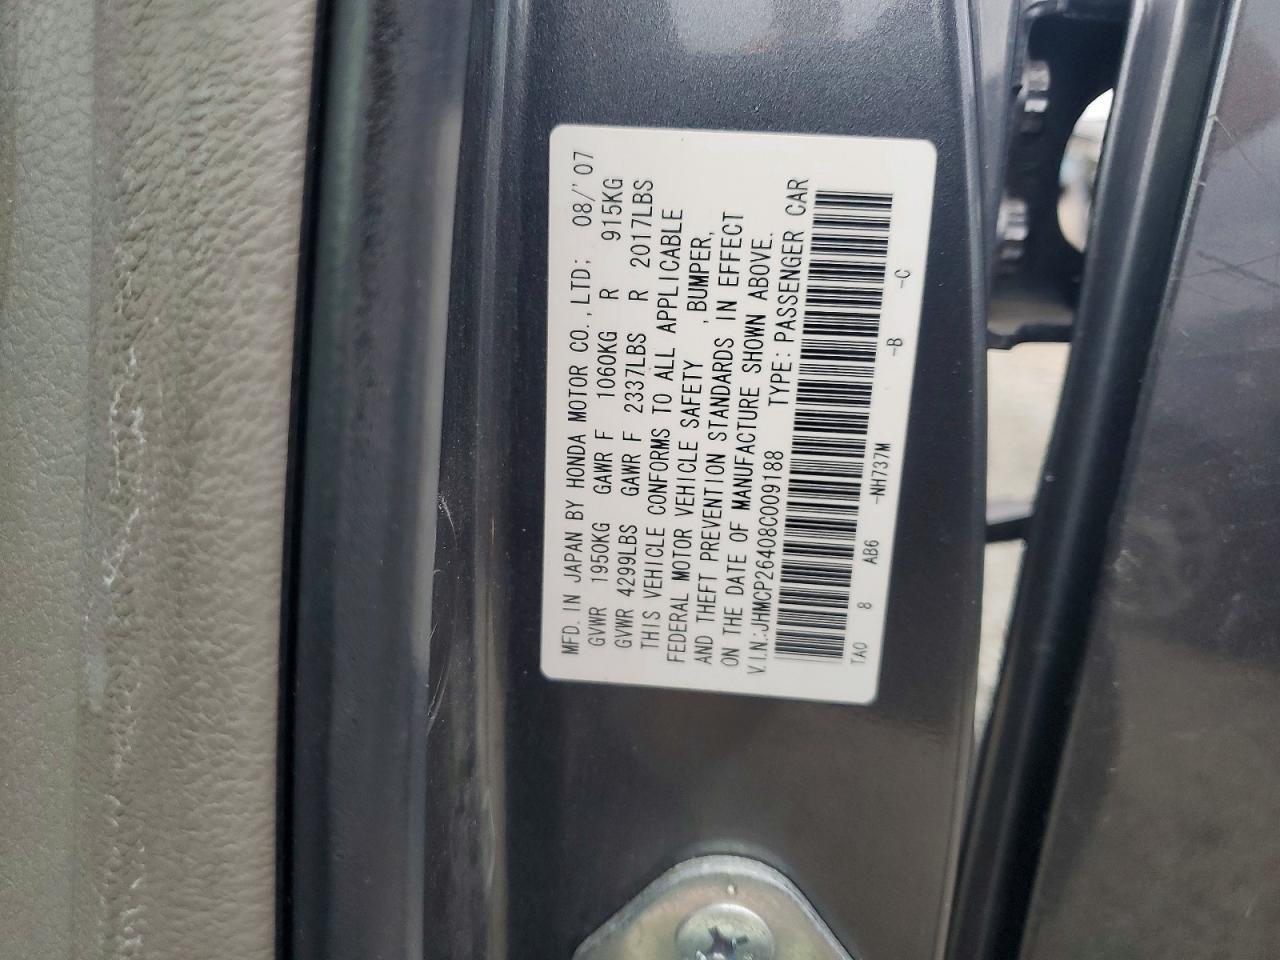 MFD. IN JAPAN BY HONDA MOTOR CO., LTD; 08/'07
GVWR 1950KG GAWR F 1060KG R 915KG
GVWR 4299LBS GAWR F 2337LBS R 2017LBS
THIS VEHICLE CONFORMS TO ALL APPLICABLE
FEDERAL MOTOR VEHICLE SAFETY , BUMPER,
AND THEFT PREVENTION STANDARDS IN EFFECT
ON THE DATE OF MANUFACTURE SHOWN ABOVE.
V.I.N.:JHMCP26408C009188 TYPE: PASSENGER CAR
TA0 8 AB6 -NH737M -B -C